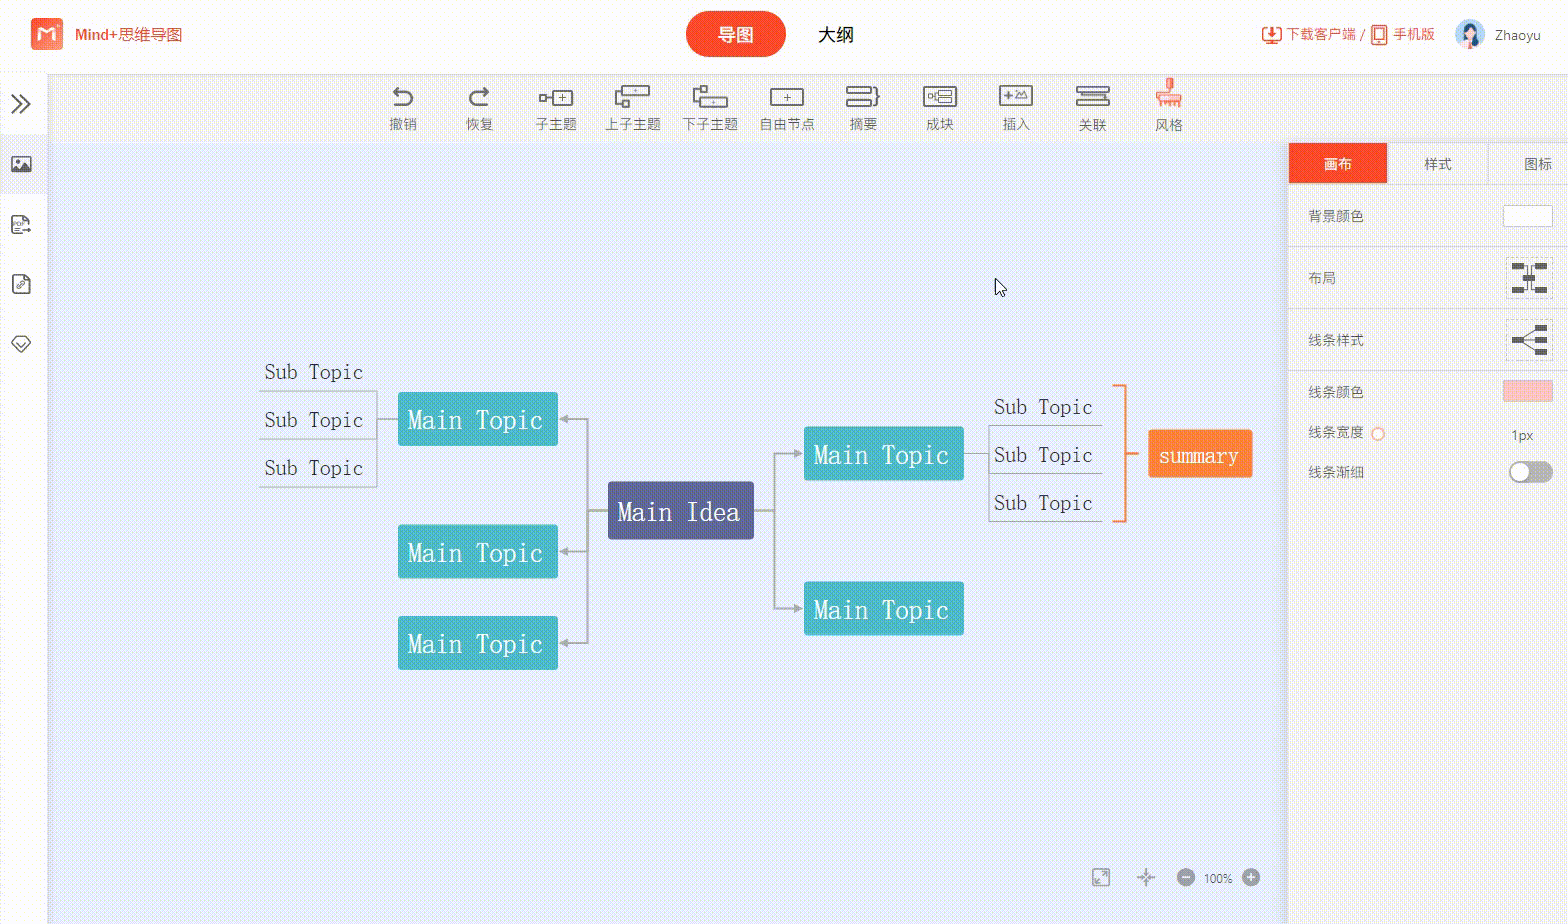 Mind+思维导图
导图
大纲
下载客户端 / 手机版
Zhaoyu
撤销
恢复
子主题
上子主题
下子主题
自由节点
摘要
成块
插入
关联
风格
画布
样式
图标
背景颜色
布局
线条样式
线条颜色
线条宽度
1px
线条渐细
Sub Topic
Sub Topic
Sub Topic
Main Topic
Main Topic
Main Topic
Main Idea
Main Topic
Main Topic
Sub Topic
Sub Topic
Sub Topic
summary
100%